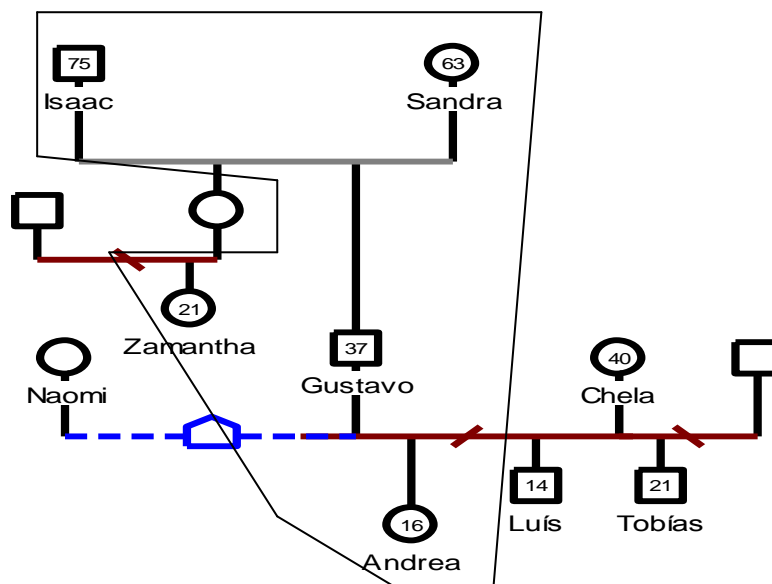 75
63
Isaac
Sandra
21
Zamantha
37
40
Naomi
Gustavo
Chela
14
21
16
Luís
Tobías
Andrea